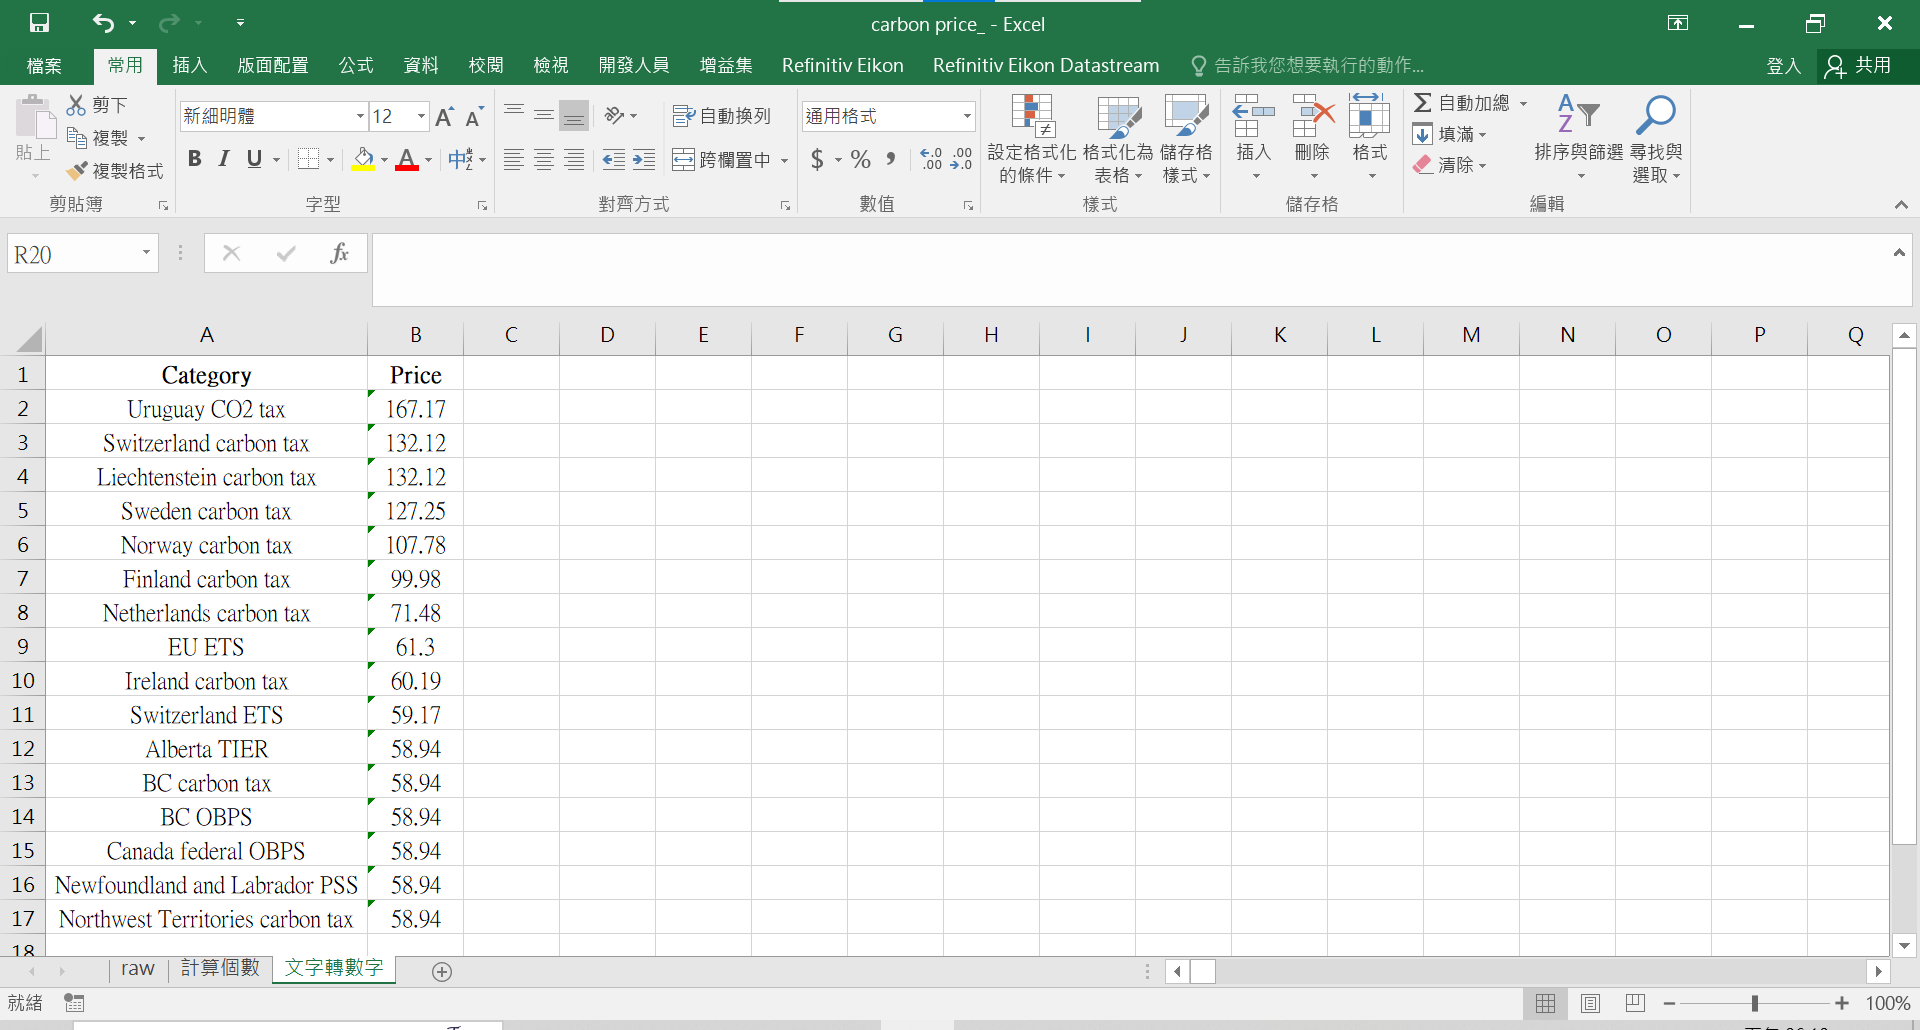 carbon price_ - Excel
檔案 常用 插入 版面配置 公式 資料 校閱 檢視 開發人員 增益集 Refinitiv Eikon Refinitiv Eikon Datastream 告訴我您想要執行的動作... 登入 共用
貼上
剪下
複製
複製格式
剪貼簿
新細明體 12
B I U
字型
自動換列
跨欄置中
對齊方式
通用格式
$ % ,
數值
設定格式化的條件
格式化為表格
儲存格樣式
樣式
插入 刪除 格式
儲存格
自動加總
填滿
清除
排序與篩選
尋找與選取
編輯
R20
fx
A B C D E F G H I J K L M N O P Q
1 Category Price
2 Uruguay CO2 tax 167.17
3 Switzerland carbon tax 132.12
4 Liechtenstein carbon tax 132.12
5 Sweden carbon tax 127.25
6 Norway carbon tax 107.78
7 Finland carbon tax 99.98
8 Netherlands carbon tax 71.48
9 EU ETS 61.3
10 Ireland carbon tax 60.19
11 Switzerland ETS 59.17
12 Alberta TIER 58.94
13 BC carbon tax 58.94
14 BC OBPS 58.94
15 Canada federal OBPS 58.94
16 Newfoundland and Labrador PSS 58.94
17 Northwest Territories carbon tax 58.94
18
raw 計算個數 文字轉數字
就緒 100%